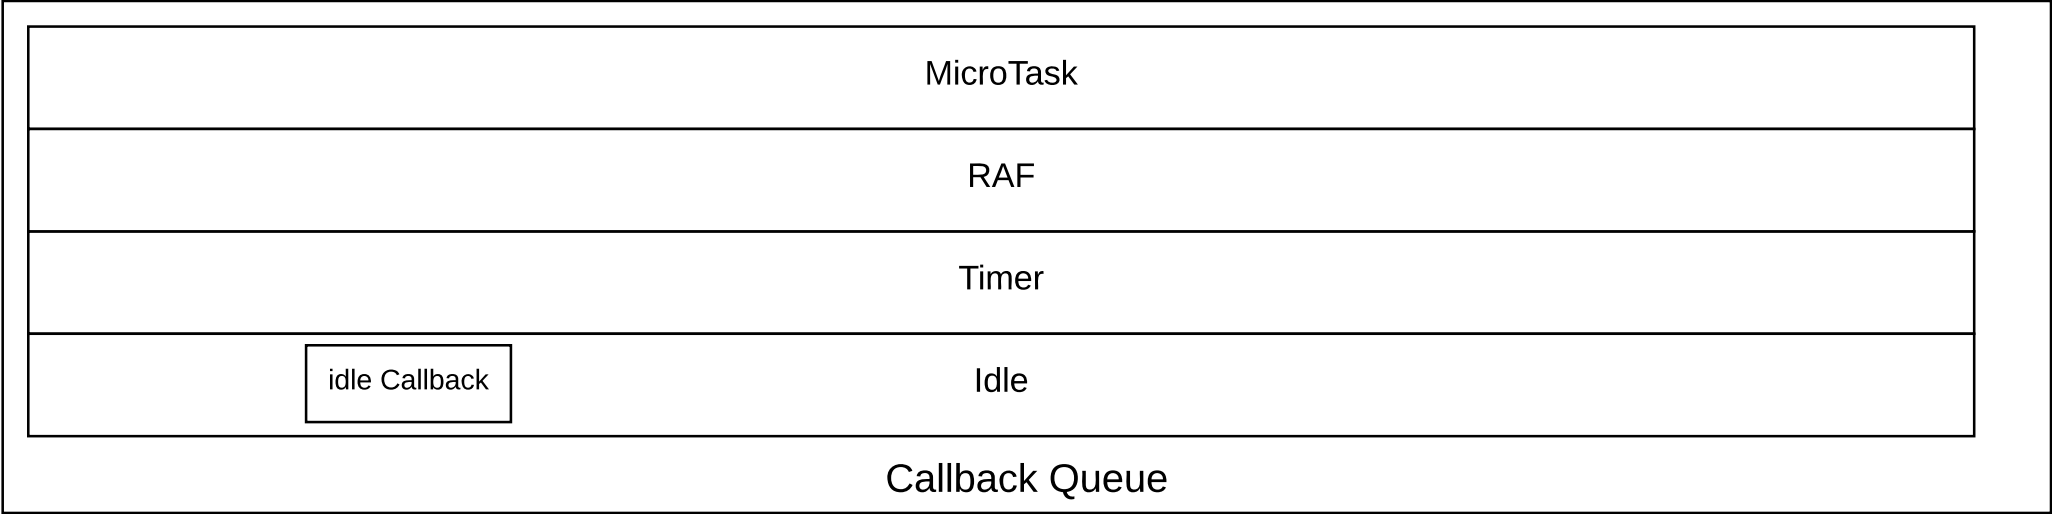 MicroTask
RAF
Timer
idle Callback
Idle
Callback Queue